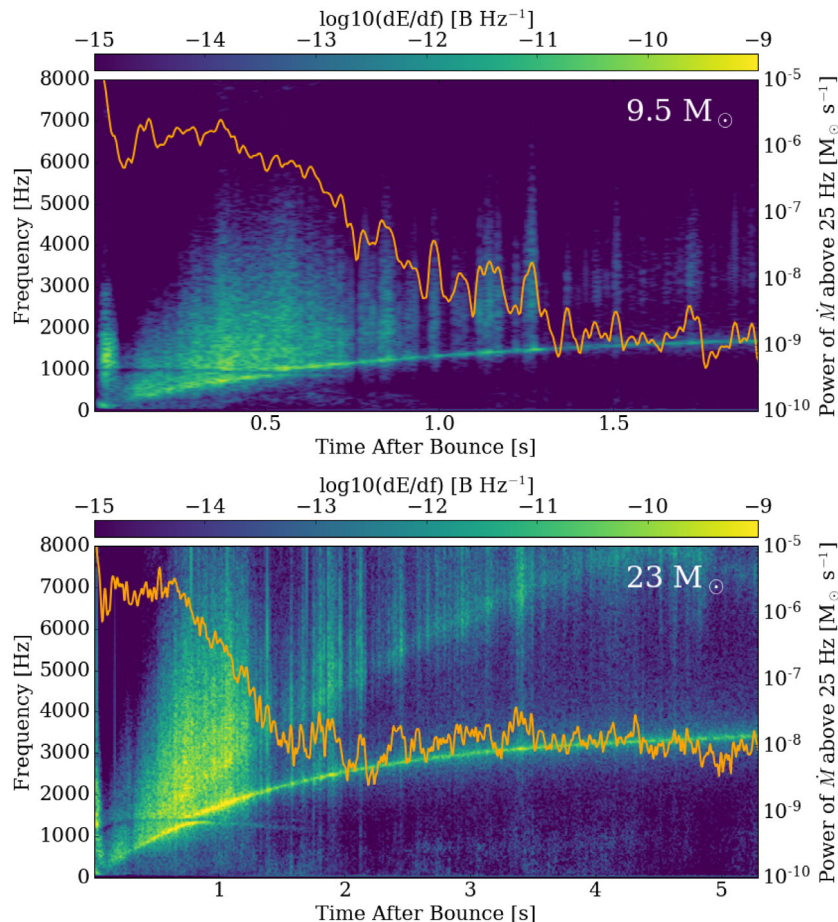 log10(dE/df) [B Hz⁻¹]
−15 −14 −13 −12 −11 −10 −9
9.5 M⊙
8000
7000
6000
5000
4000
3000
2000
1000
0
Frequency [Hz]
10⁻⁵
10⁻⁶
10⁻⁷
10⁻⁸
10⁻⁹
10⁻¹⁰
Power of Ṁ above 25 Hz [M⊙ s⁻¹]
0.5 1.0 1.5
Time After Bounce [s]
log10(dE/df) [B Hz⁻¹]
−15 −14 −13 −12 −11 −10 −9
23 M⊙
8000
7000
6000
5000
4000
3000
2000
1000
0
Frequency [Hz]
10⁻⁵
10⁻⁶
10⁻⁷
10⁻⁸
10⁻⁹
10⁻¹⁰
Power of Ṁ above 25 Hz [M⊙ s⁻¹]
1 2 3 4 5
Time After Bounce [s]